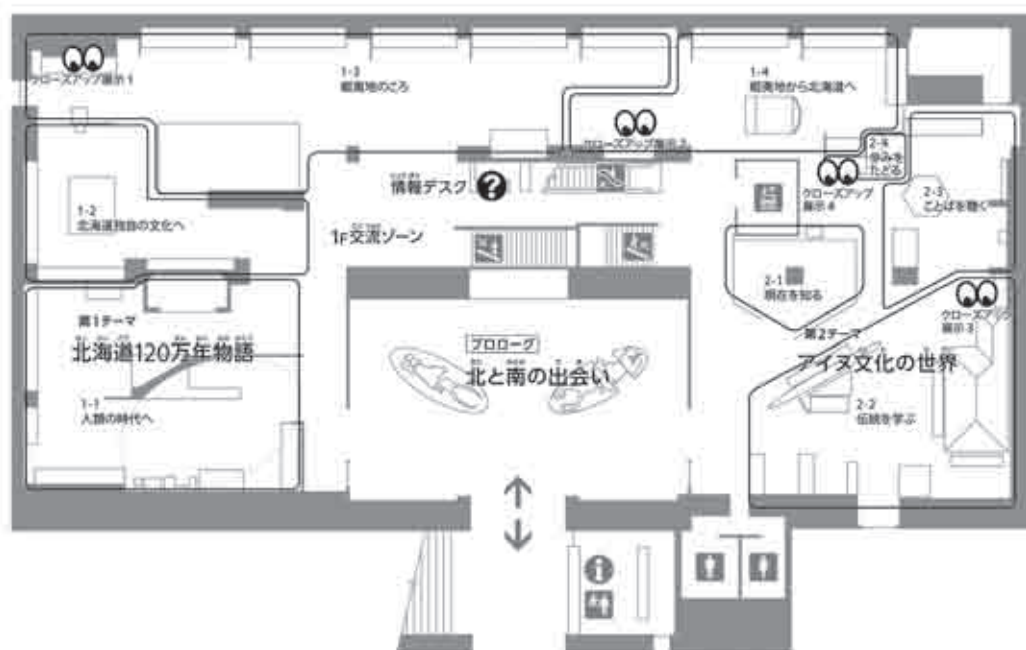 クローズアップ展示1
1-3
蝦夷地のころ
1-4
蝦夷地から北海道へ
クローズアップ展示2
2-4
歩みを
たどる
クローズアップ
展示4
2-3
ことばを聴く
情報デスク
?
1-2
北海道独自の文化へ
1F交流ゾーン
2-1
現在を知る
クローズアップ
展示3
第1テーマ
北海道120万年物語
プロローグ
北と南の出会い
第2テーマ
アイヌ文化の世界
1-1
人類の時代へ
2-2
伝統を学ぶ
i